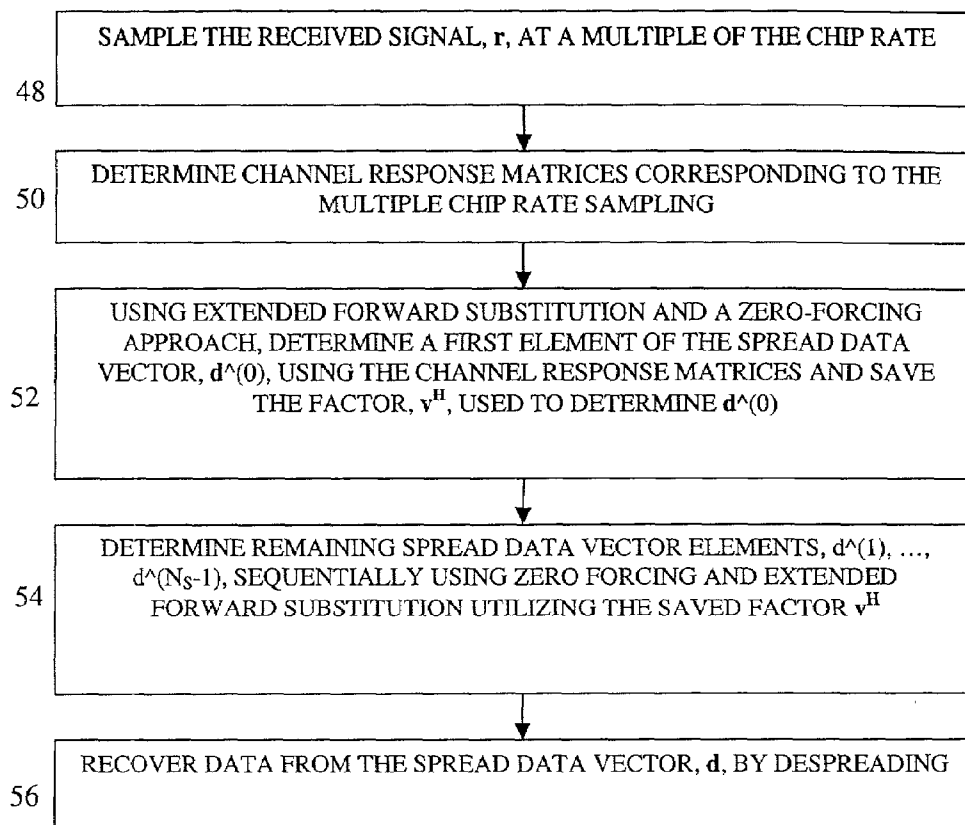 SAMPLE THE RECEIVED SIGNAL, r, AT A MULTIPLE OF THE CHIP RATE
48
DETERMINE CHANNEL RESPONSE MATRICES CORRESPONDING TO THE
MULTIPLE CHIP RATE SAMPLING
50
USING EXTENDED FORWARD SUBSTITUTION AND A ZERO-FORCING
APPROACH, DETERMINE A FIRST ELEMENT OF THE SPREAD DATA
VECTOR, d^(0), USING THE CHANNEL RESPONSE MATRICES AND SAVE
THE FACTOR, v^H, USED TO DETERMINE d^(0)
52
DETERMINE REMAINING SPREAD DATA VECTOR ELEMENTS, d^(1), ...,
d^(N_S-1), SEQUENTIALLY USING ZERO FORCING AND EXTENDED
FORWARD SUBSTITUTION UTILIZING THE SAVED FACTOR v^H
54
RECOVER DATA FROM THE SPREAD DATA VECTOR, d, BY DESPREADING
56